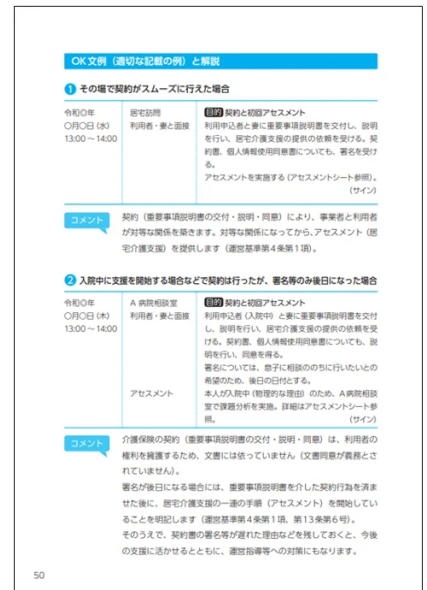 OK文例（適切な記載の例）と解説
1 その場で契約がスムーズに行えた場合
令和〇年
〇月〇日（水）
13:00～14:00
居宅訪問
利用者・妻と面接
目的 契約と初回アセスメント
利用申込者と妻に重要事項説明書を交付し、説明
を行い、居宅介護支援の提供の依頼を受ける。契
約書、個人情報使用同意書についても、署名を受け
る。
アセスメントを実施する（アセスメントシート参照）。
（サイン）
コメント
契約（重要事項説明書の交付・説明・同意）により、事業者と利用者
が対等な関係を築きます。対等な関係になってから、アセスメント（居
宅介護支援）を提供します（運営基準第4条第1項）。
2 入院中に支援を開始する場合などで契約は行ったが、署名等のみ後日になった場合
令和〇年
〇月〇日（木）
13:00～14:00
A病院相談室
利用者・妻と面接
目的 契約と初回アセスメント
利用申込者（入院中）と妻に重要事項説明書を交付
し、説明を行い、居宅介護支援の提供の依頼を受
ける。契約書、個人情報使用同意書についても、説
明を行い、同意を得る。
署名については、息子に相談ののちに行いたいとの
希望のため、後日の日付とする。
アセスメント
本人が入院中（物理的な理由）のため、A病院相談
室で課題分析を実施。詳細はアセスメントシート参
照。（サイン）
コメント
介護保険の契約（重要事項説明書の交付・説明・同意）は、利用者の
権利を擁護するため、文書には依っていません（文書同意が義務とさ
れていません）。
署名が後日になる場合には、重要事項説明書を介した契約行為を済ま
せた後に、居宅介護支援の一連の手順（アセスメント）を開始してい
ることを明記します（運営基準第4条第1項、第13条第6号）。
そのうえで、契約書の署名等が遅れた理由などを残しておくと、今後
の支援に活かせるとともに、運営指導等への対策にもなります。
50